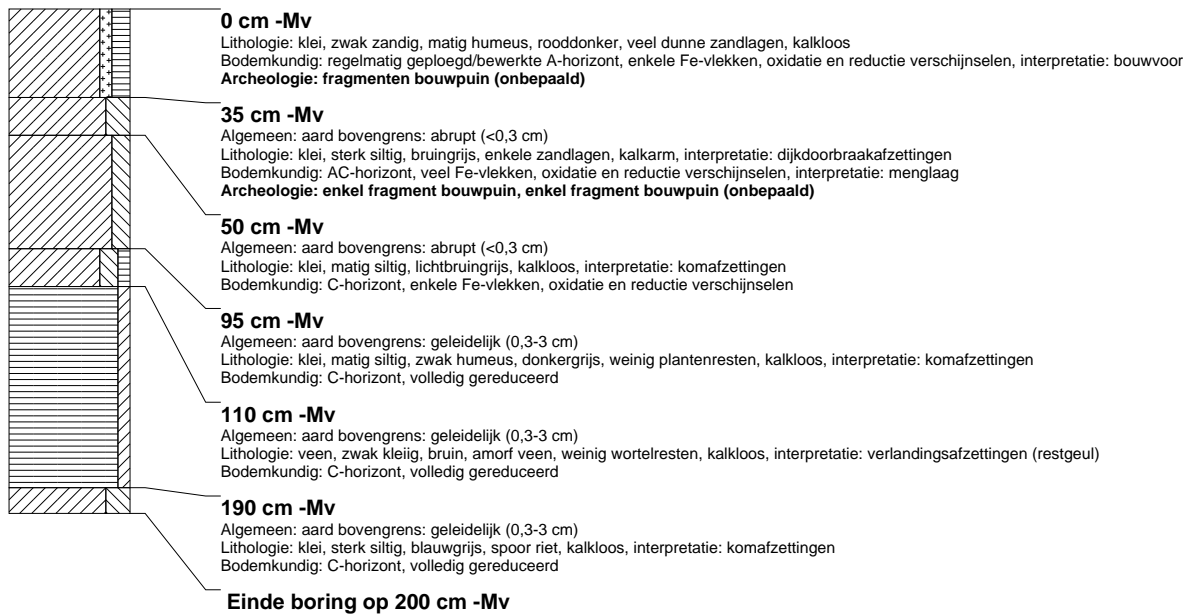 0 cm -Mv
Lithologie: klei, zwak zandig, matig humeus, rooddonker, veel dunne zandlagen, kalkloos
Bodemkundig: regelmatig geploegd/bewerkte A-horizont, enkele Fe-vlekken, oxidatie en reductie verschijnselen, interpretatie: bouwvoor
Archeologie: fragmenten bouwpuin (onbepaald)
35 cm -Mv
Algemeen: aard bovengrens: abrupt (<0,3 cm)
Lithologie: klei, sterk siltig, bruingrijs, enkele zandlagen, kalkarm, interpretatie: dijkdoorbraakafzettingen
Bodemkundig: AC-horizont, veel Fe-vlekken, oxidatie en reductie verschijnselen, interpretatie: menglaag
Archeologie: enkel fragment bouwpuin, enkel fragment bouwpuin (onbepaald)
50 cm -Mv
Algemeen: aard bovengrens: abrupt (<0,3 cm)
Lithologie: klei, matig siltig, lichtbruingrijs, kalkloos, interpretatie: komafzettingen
Bodemkundig: C-horizont, enkele Fe-vlekken, oxidatie en reductie verschijnselen
95 cm -Mv
Algemeen: aard bovengrens: geleidelijk (0,3-3 cm)
Lithologie: klei, matig siltig, zwak humeus, donkergrijs, weinig plantenresten, kalkloos, interpretatie: komafzettingen
Bodemkundig: C-horizont, volledig gereduceerd
110 cm -Mv
Algemeen: aard bovengrens: geleidelijk (0,3-3 cm)
Lithologie: veen, zwak kleiig, bruin, amorf veen, weinig wortelresten, kalkloos, interpretatie: verlandingsafzettingen (restgeul)
Bodemkundig: C-horizont, volledig gereduceerd
190 cm -Mv
Algemeen: aard bovengrens: geleidelijk (0,3-3 cm)
Lithologie: klei, sterk siltig, blauwgrijs, spoor riet, kalkloos, interpretatie: komafzettingen
Bodemkundig: C-horizont, volledig gereduceerd
Einde boring op 200 cm -Mv